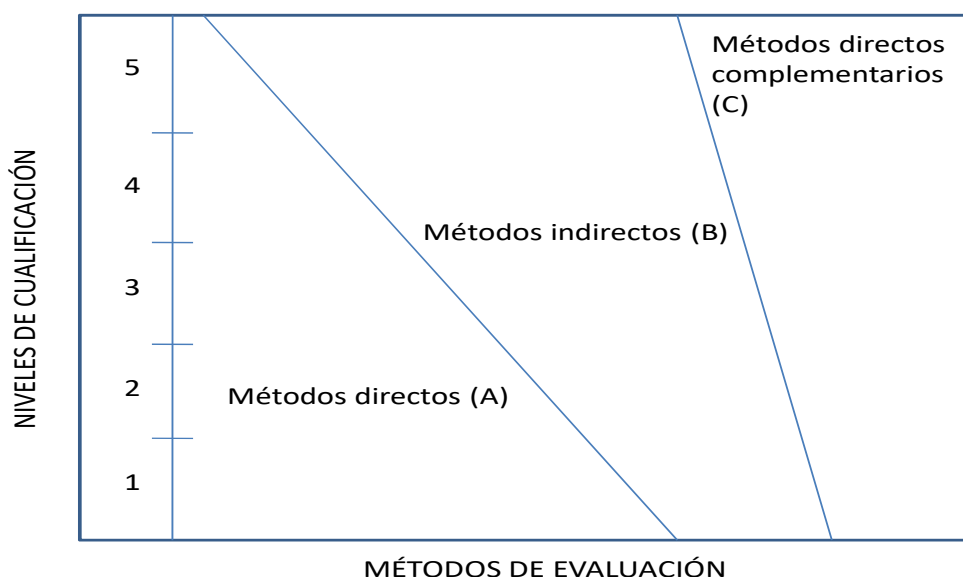 NIVELES DE CUALIFICACIÓN
5
4
3
2
1
Métodos directos
complementarios
(C)
Métodos indirectos (B)
Métodos directos (A)
MÉTODOS DE EVALUACIÓN